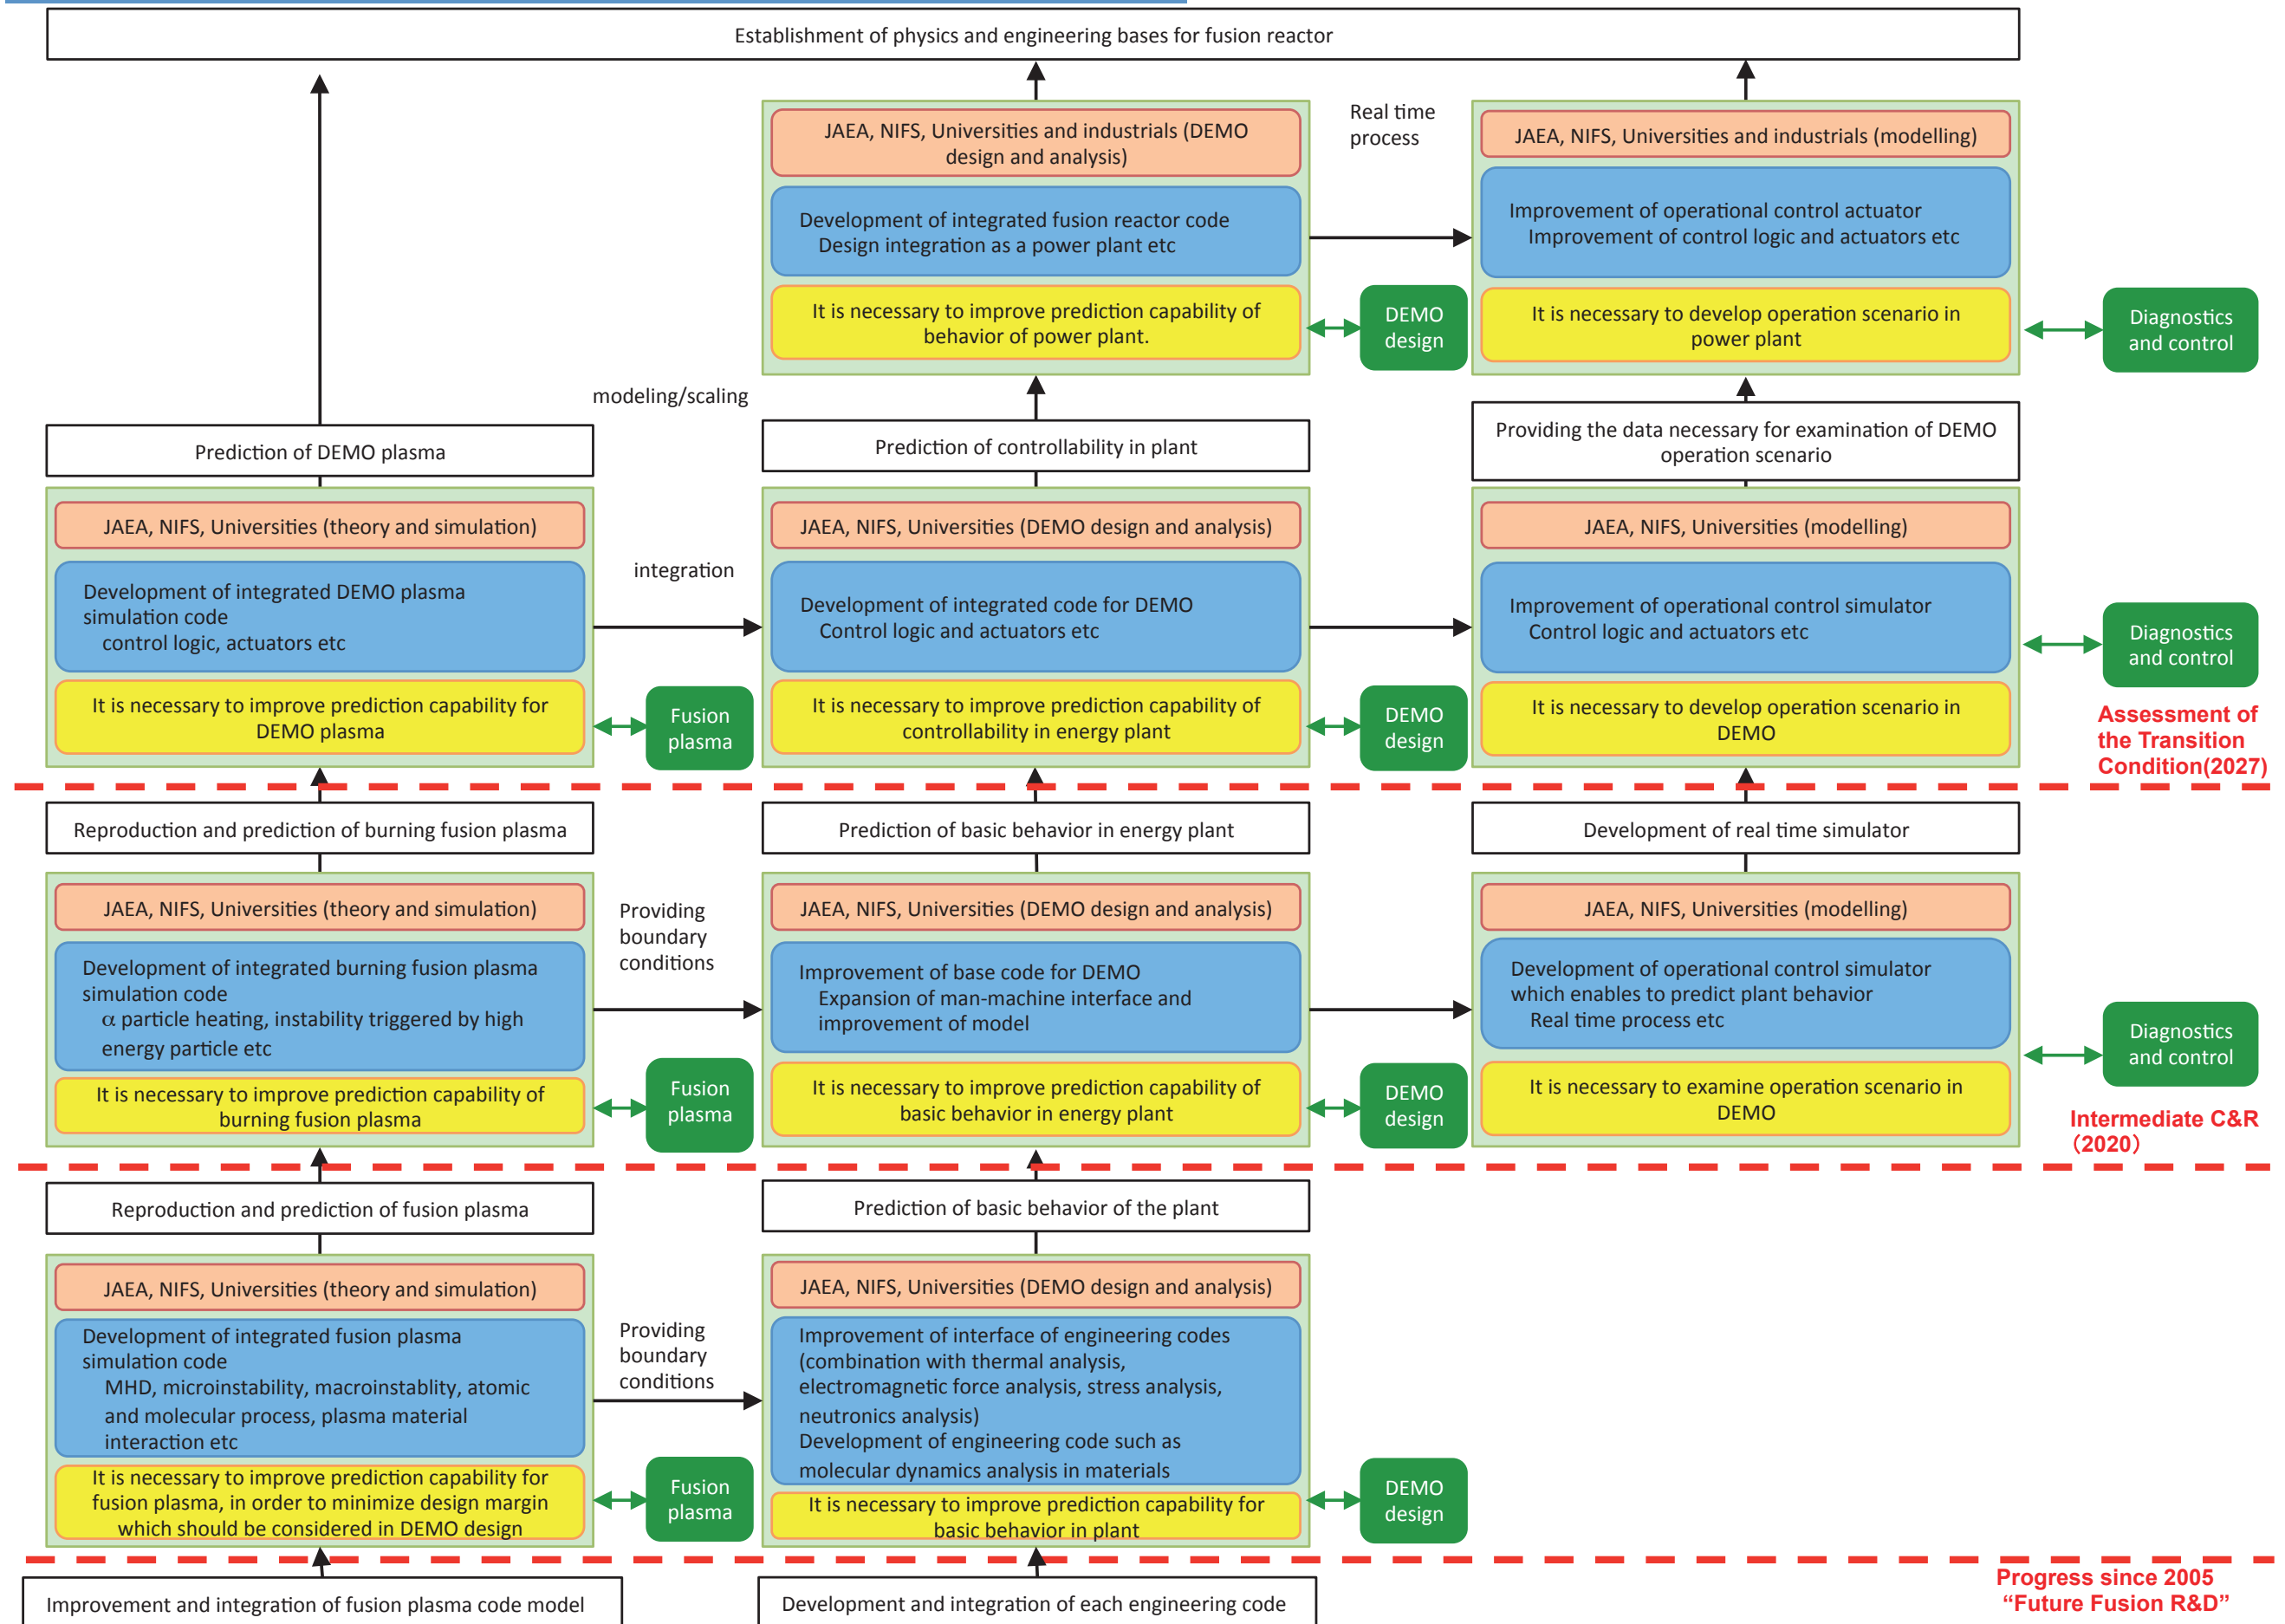 Establishment of physics and engineering bases for fusion reactor
JAEA, NIFS, Universities and industrials (DEMO
design and analysis)
Development of integrated fusion reactor code
Design integration as a power plant etc
It is necessary to improve prediction capability of
behavior of power plant.
DEMO
design
Real time
process
JAEA, NIFS, Universities and industrials (modelling)
Improvement of operational control actuator
Improvement of control logic and actuators etc
It is necessary to develop operation scenario in
power plant
Diagnostics
and control
modeling/scaling
Prediction of DEMO plasma
Prediction of controllability in plant
Providing the data necessary for examination of DEMO
operation scenario
JAEA, NIFS, Universities (theory and simulation)
Development of integrated DEMO plasma
simulation code
control logic, actuators etc
It is necessary to improve prediction capability for
DEMO plasma
Fusion
plasma
integration
JAEA, NIFS, Universities (DEMO design and analysis)
Development of integrated code for DEMO
Control logic and actuators etc
It is necessary to improve prediction capability of
controllability in energy plant
DEMO
design
JAEA, NIFS, Universities (modelling)
Improvement of operational control simulator
Control logic and actuators etc
It is necessary to develop operation scenario in
DEMO
Diagnostics
and control
Assessment of
the Transition
Condition(2027)
Reproduction and prediction of burning fusion plasma
Prediction of basic behavior in energy plant
Development of real time simulator
JAEA, NIFS, Universities (theory and simulation)
Development of integrated burning fusion plasma
simulation code
α particle heating, instability triggered by high
energy particle etc
It is necessary to improve prediction capability of
burning fusion plasma
Fusion
plasma
Providing
boundary
conditions
JAEA, NIFS, Universities (DEMO design and analysis)
Improvement of base code for DEMO
Expansion of man-machine interface and
improvement of model
It is necessary to improve prediction capability of
basic behavior in energy plant
DEMO
design
JAEA, NIFS, Universities (modelling)
Development of operational control simulator
which enables to predict plant behavior
Real time process etc
It is necessary to examine operation scenario in
DEMO
Diagnostics
and control
Intermediate C&R
（2020）
Reproduction and prediction of fusion plasma
Prediction of basic behavior of the plant
JAEA, NIFS, Universities (theory and simulation)
Development of integrated fusion plasma
simulation code
MHD, microinstability, macroinstablity, atomic
and molecular process, plasma material
interaction etc
It is necessary to improve prediction capability for
fusion plasma, in order to minimize design margin
which should be considered in DEMO design
Fusion
plasma
Providing
boundary
conditions
JAEA, NIFS, Universities (DEMO design and analysis)
Improvement of interface of engineering codes
(combination with thermal analysis,
electromagnetic force analysis, stress analysis,
neutronics analysis)
Development of engineering code such as
molecular dynamics analysis in materials
It is necessary to improve prediction capability for
basic behavior in plant
DEMO
design
Improvement and integration of fusion plasma code model
Development and integration of each engineering code
Progress since 2005
“Future Fusion R&D”